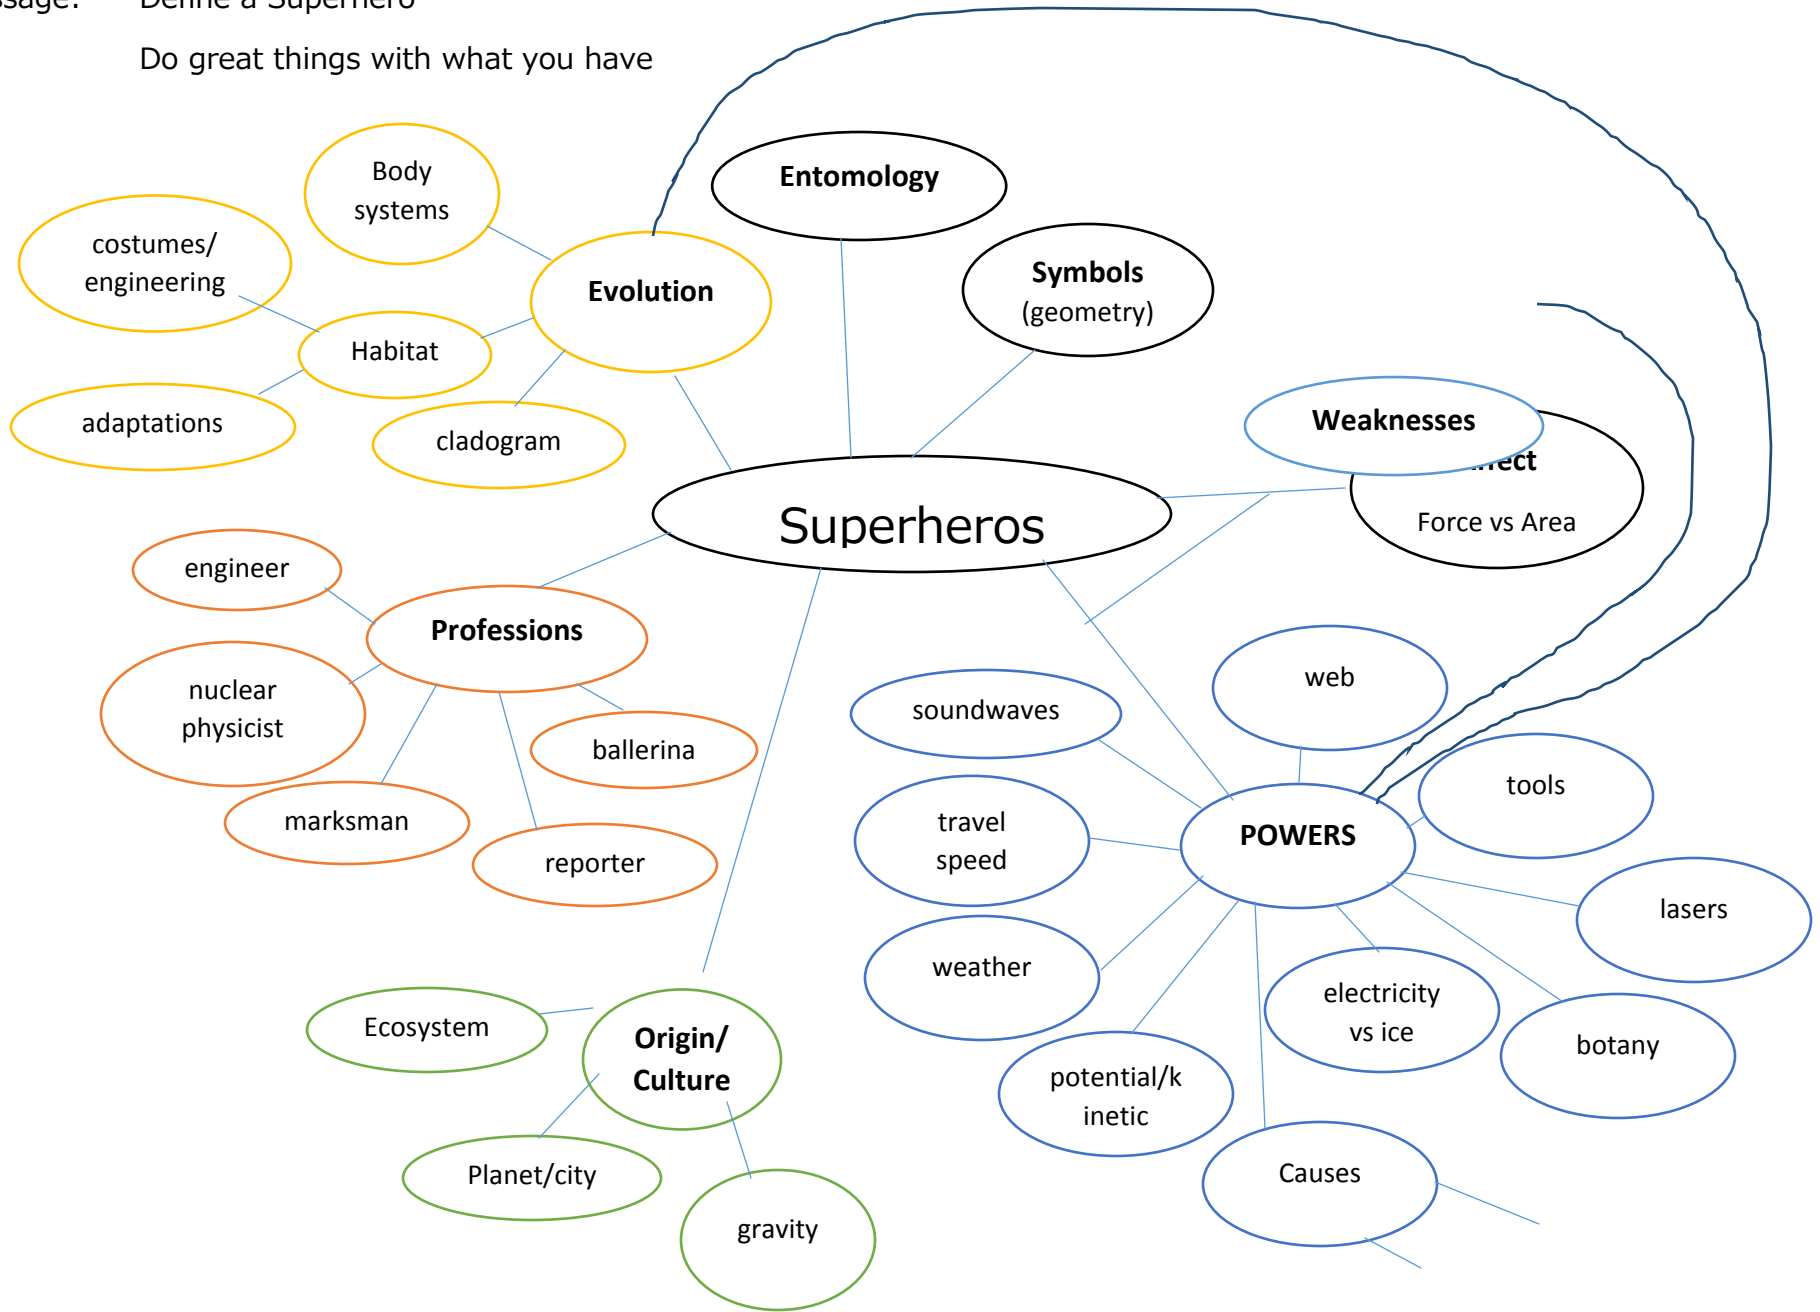 Define a Superhero
Do great things with what you have
Entomology
Body
systems
costumes/
engineering
Symbols
(geometry)
Evolution
Habitat
Weaknesses
adaptations
cladogram
Force vs Area
Superheros
engineer
Professions
web
nuclear
physicist
soundwaves
ballerina
tools
marksman
travel
speed
POWERS
reporter
lasers
weather
electricity
vs ice
Ecosystem
Origin/
Culture
botany
potential/k
inetic
Planet/city
Causes
gravity